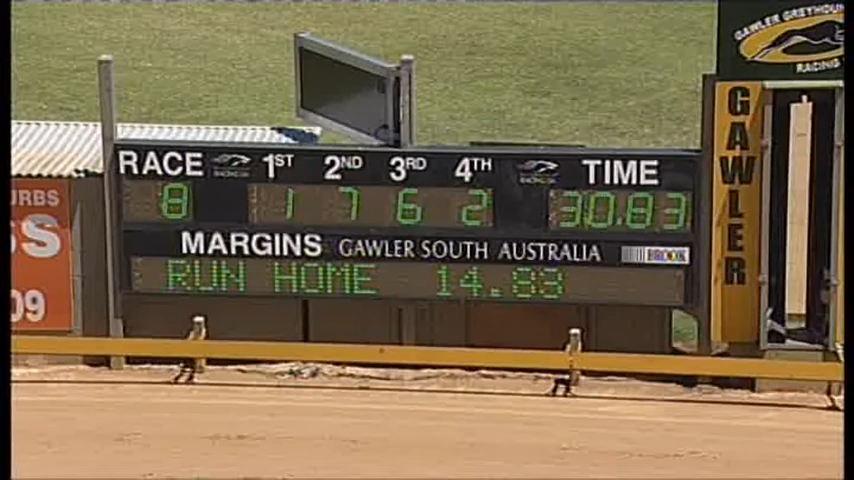 GAWLER GREYHOUND
RACING
GAWLER
RACE 1ST 2ND 3RD 4TH TIME
8 1 7 6 2 30.83
MARGINS GAWLER SOUTH AUSTRALIA
RUN HOME 14.88
URBS
S
09